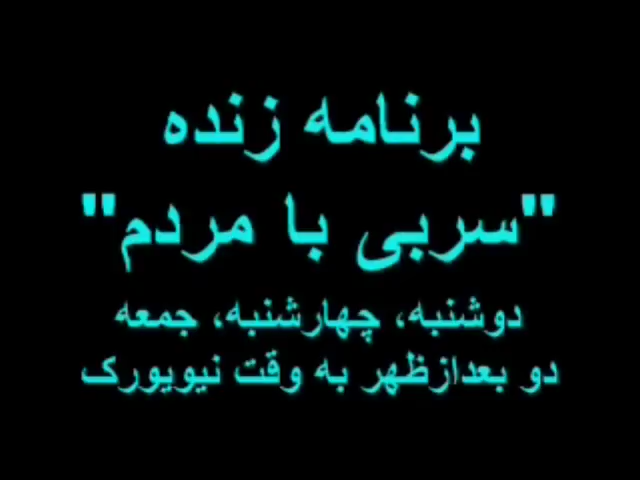 برنامه زنده
"سربی با مردم"
دوشنبه، چهارشنبه، جمعه
دو بعدازظهر به وقت نیویورک